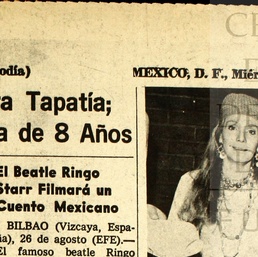 odía)
MEXICO, D. F., Miér
ra Tapatía;
a de 8 Años
El Beatle Ringo
Starr Filmará un
Cuento Mexicano
BILBAO (Vizcaya, Espa-
ña), 26 de agosto (EFE).—
El famoso beatle Ringo